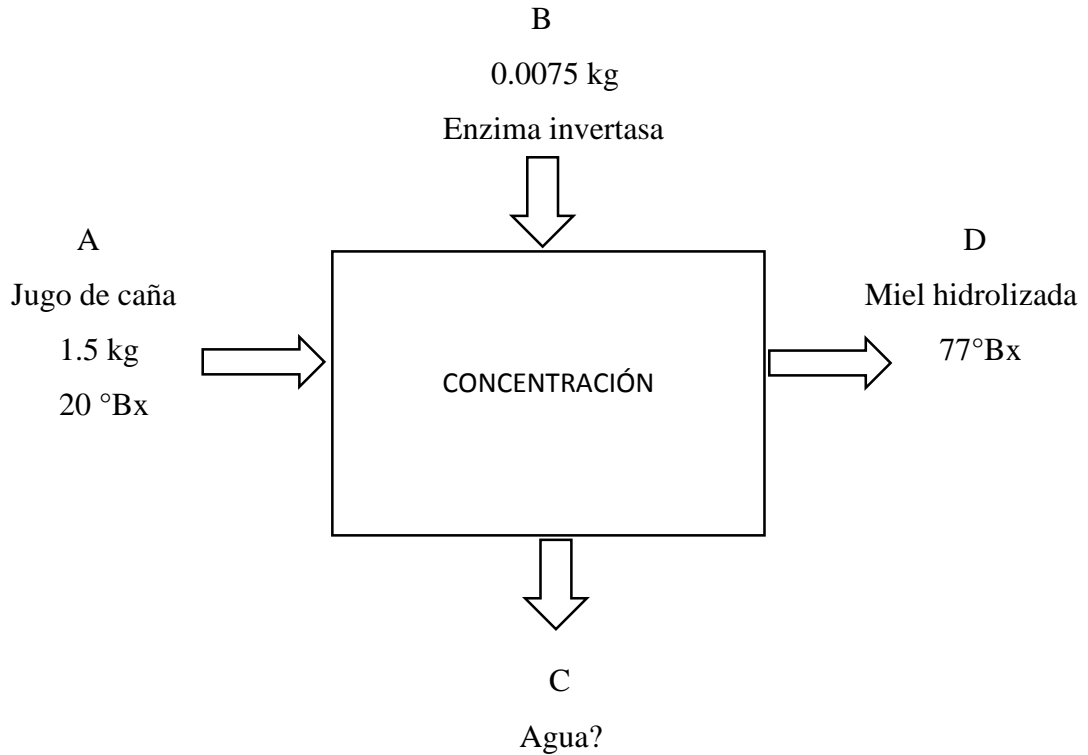 B
0.0075 kg
Enzima invertasa
A
Jugo de caña
1.5 kg
20 °Bx
CONCENTRACIÓN
D
Miel hidrolizada
77°Bx
C
Agua?